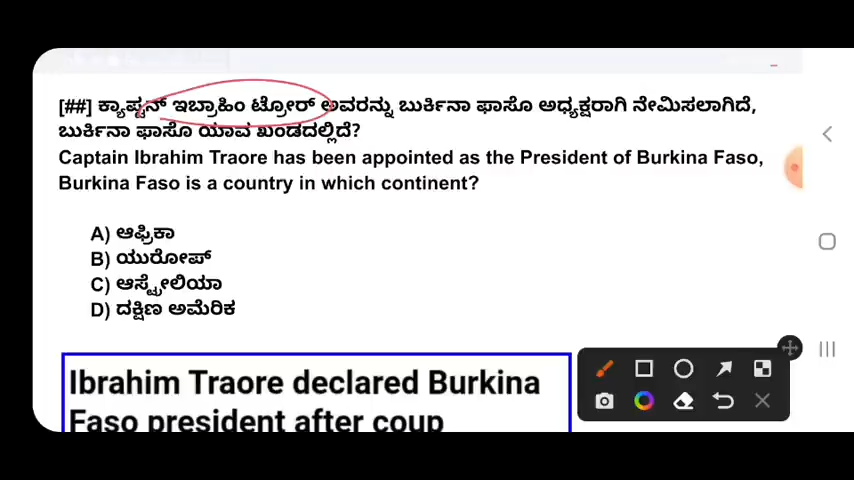 [##] ಕ್ಯಾಪ್ಟನ್ ಇಬ್ರಾಹಿಂ ಟ್ರೋರ್ ಅವರನ್ನು ಬುರ್ಕಿನಾ ಫಾಸೊ ಅಧ್ಯಕ್ಷರಾಗಿ ನೇಮಿಸಲಾಗಿದೆ,
ಬುರ್ಕಿನಾ ಫಾಸೊ ಯಾವ ಖಂಡದಲ್ಲಿದೆ?
Captain Ibrahim Traore has been appointed as the President of Burkina Faso,
Burkina Faso is a country in which continent?
A) ಆಫ್ರಿಕಾ
B) ಯುರೋಪ್
C) ಆಸ್ಟ್ರೇಲಿಯಾ
D) ದಕ್ಷಿಣ ಅಮೆರಿಕ
Ibrahim Traore declared Burkina
Faso president after coup